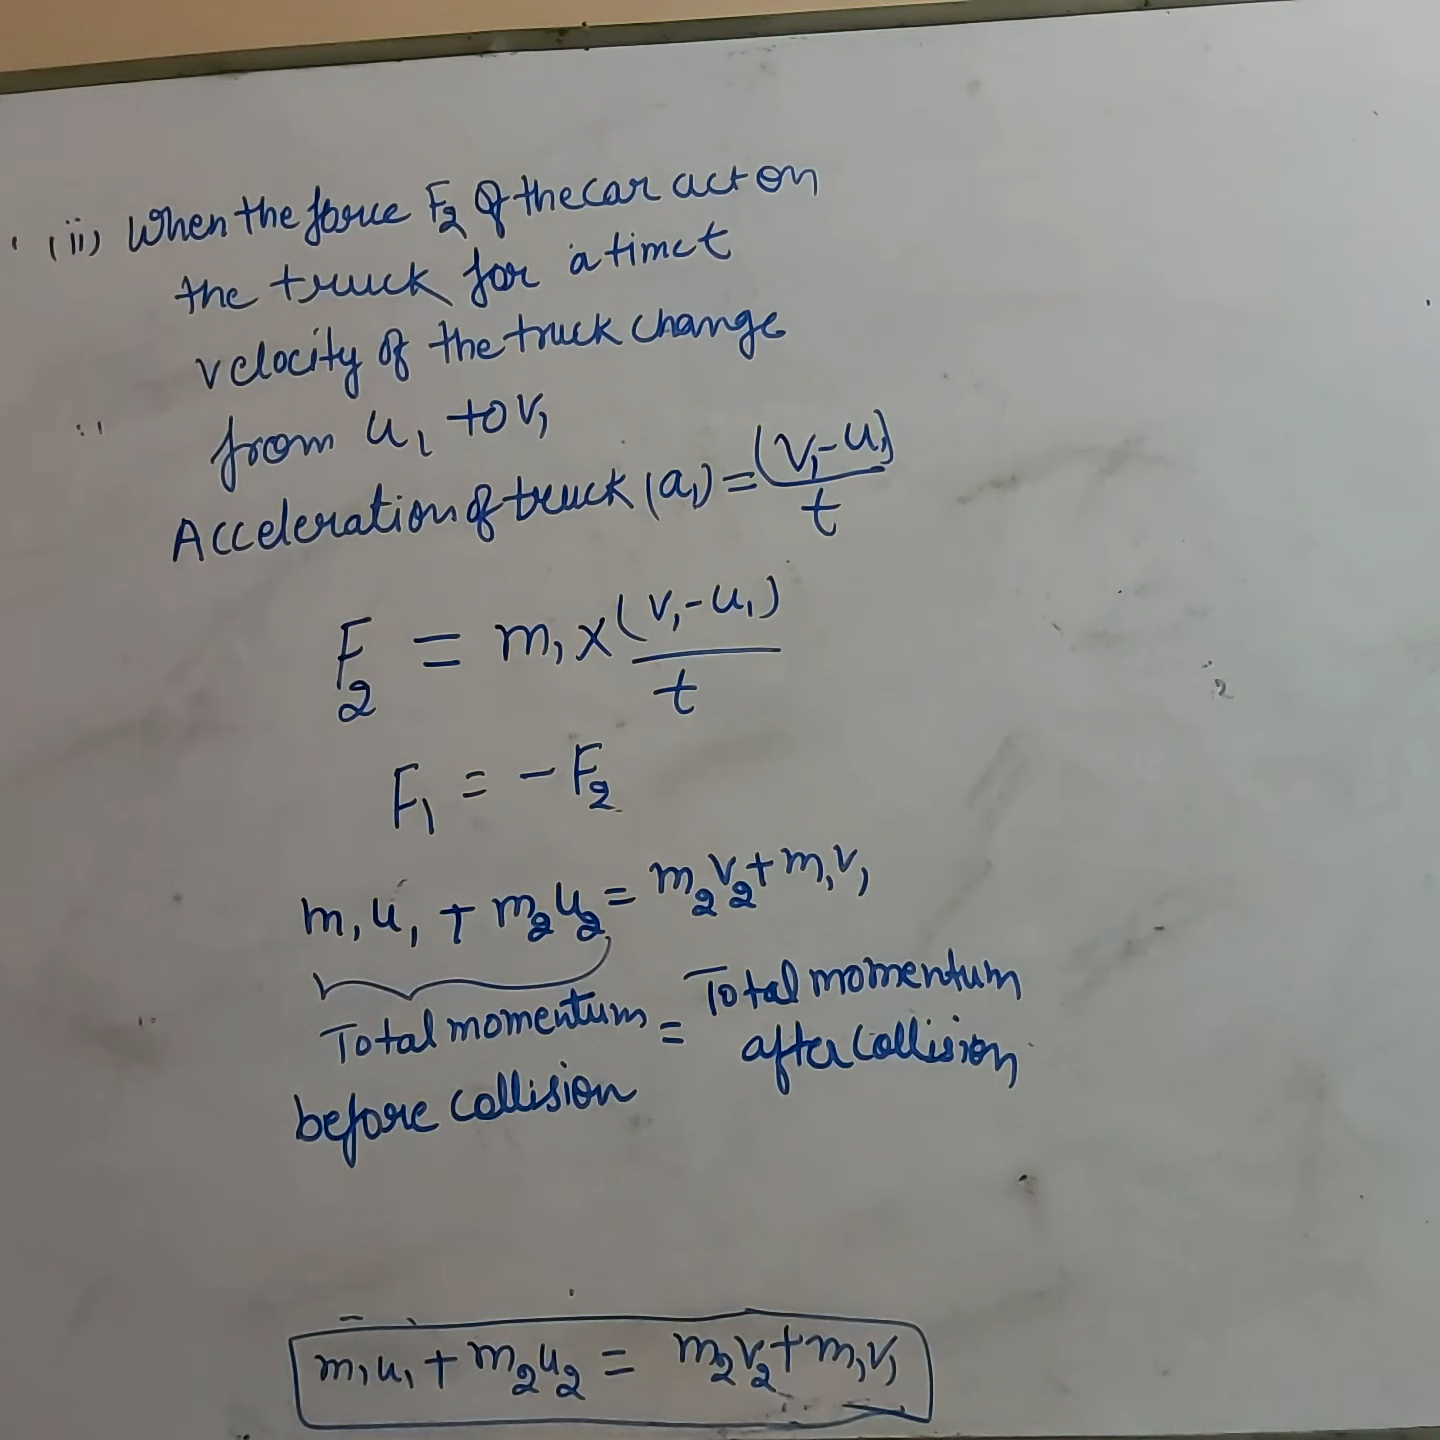 (ii) When the force F₂ of the car act on
the truck for a time t
velocity of the truck change
from u₁ to v₁
Acceleration of truck (a₁) = (v₁-u₁)/t
F₂ = m₁ x (v₁-u₁)/t
F₁ = -F₂
m₁u₁ + m₂u₂ = m₂v₂ + m₁v₁
Total momentum before collision = Total momentum after collision
m₁u₁ + m₂u₂ = m₂v₂ + m₁v₁